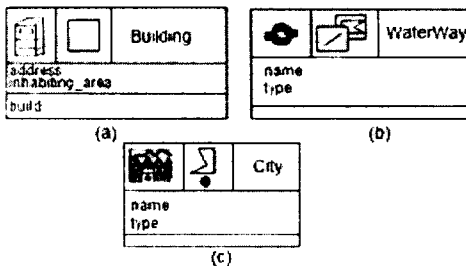 Building
address
inhabiting_area
build
(a)
WaterWay
name
type
(b)
City
name
type
(c)